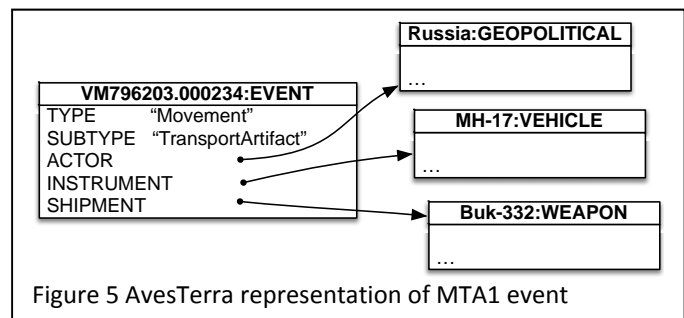 Russia:GEOPOLITICAL
…
VM796203.000234:EVENT
TYPE “Movement”
SUBTYPE “TransportArtifact”
ACTOR
INSTRUMENT
SHIPMENT
MH-17:VEHICLE
…
Buk-332:WEAPON
…
Figure 5 AvesTerra representation of MTA1 event